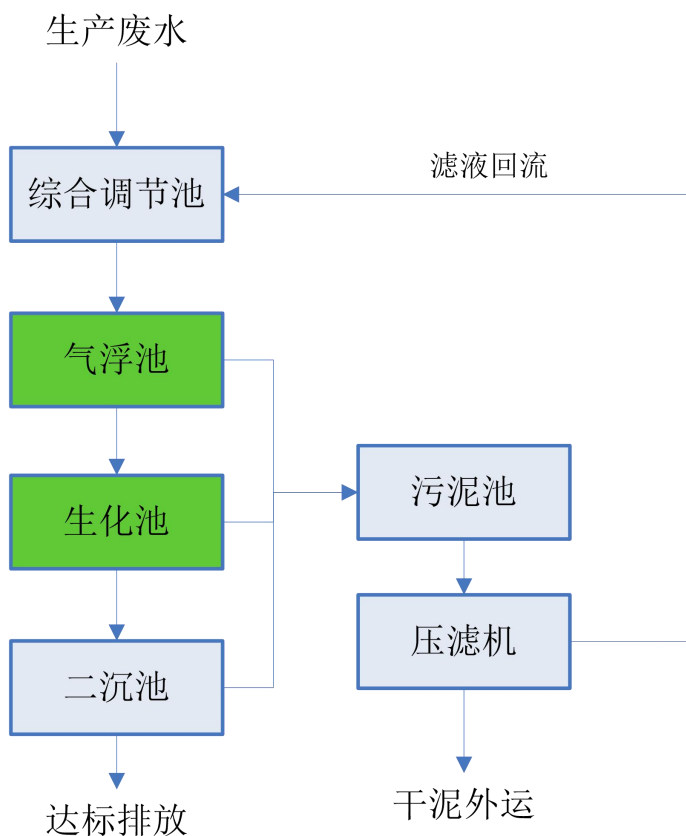 生产废水
综合调节池
滤液回流
气浮池
生化池
污泥池
压滤机
二沉池
达标排放
干泥外运